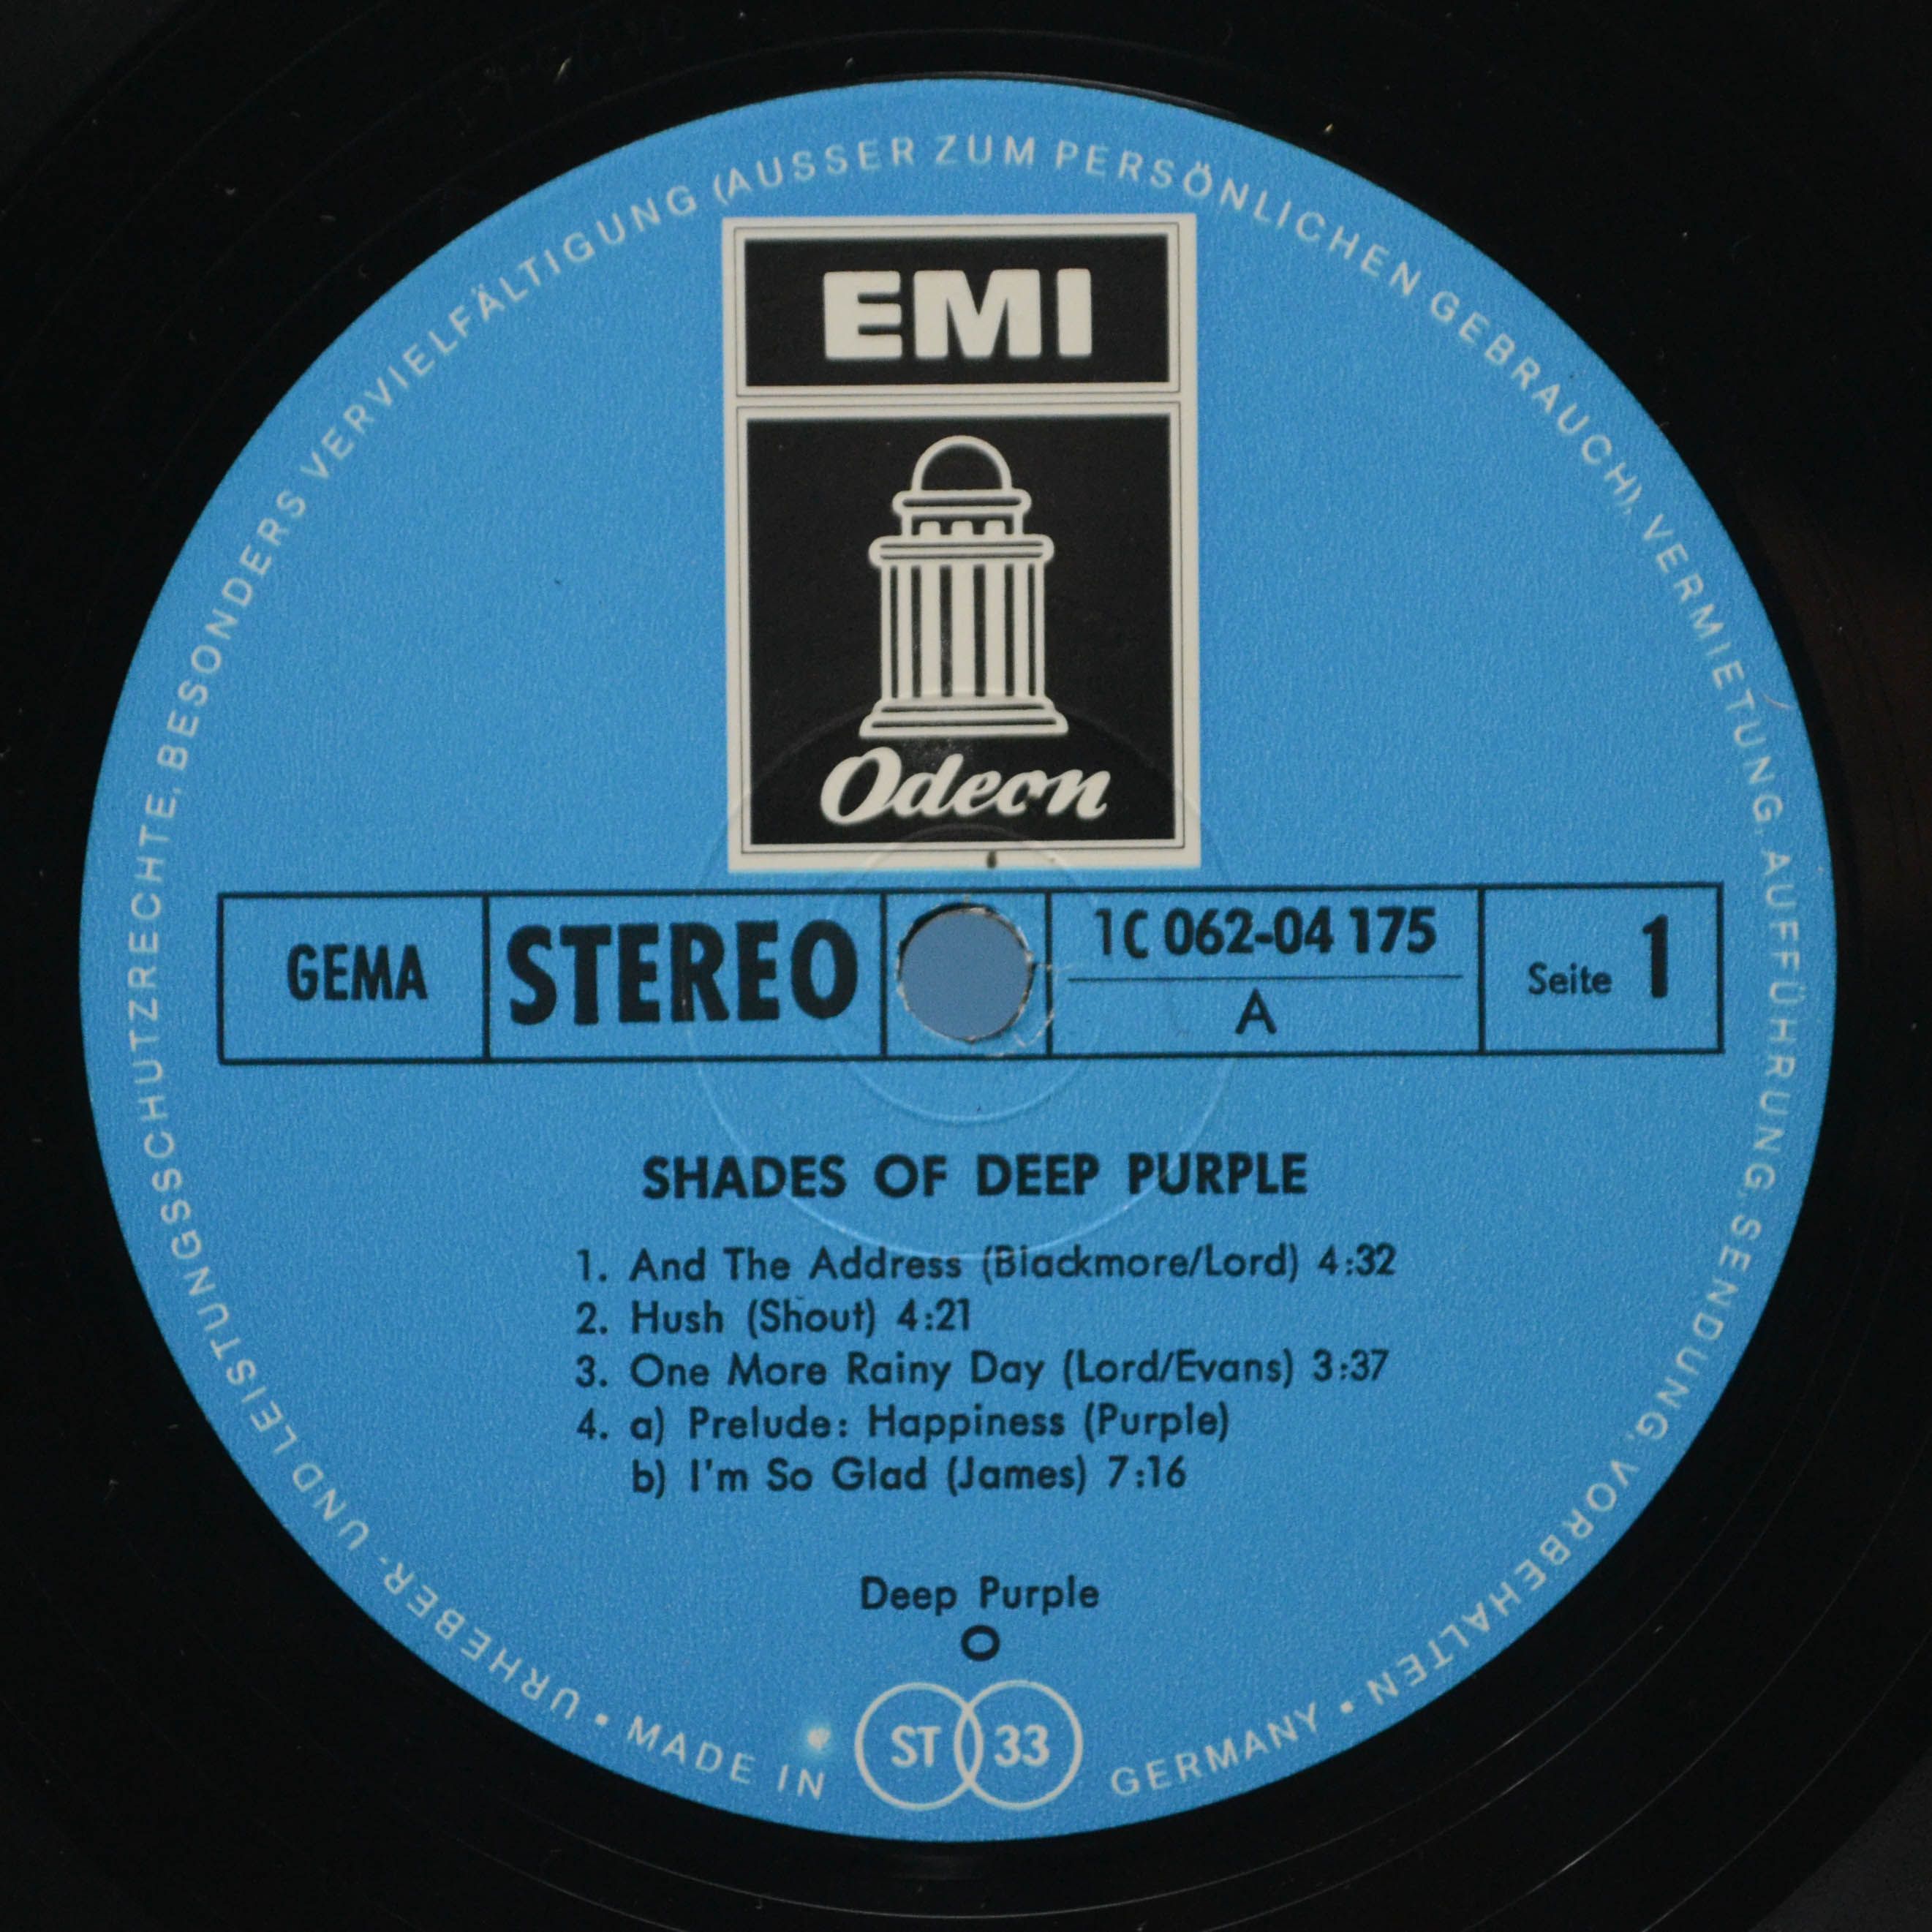 URHEBER- UND LEISTUNGSSCHUTZRECHTE, BESONDERS VERVIELFÄLTIGUNG (AUSSER ZUM PERSÖNLICHEN GEBRAUCH), VERMIETUNG, AUFFÜHRUNG, SENDUNG, VORBEHALTEN •
EMI
Odeon
GEMA
STEREO
1C 062-04 175
A
Seite 1
SHADES OF DEEP PURPLE
1. And The Address (Blackmore/Lord) 4:32
2. Hush (Shout) 4:21
3. One More Rainy Day (Lord/Evans) 3:37
4. a) Prelude: Happiness (Purple)
b) I'm So Glad (James) 7:16
Deep Purple
O
ST 33
• MADE IN GERMANY